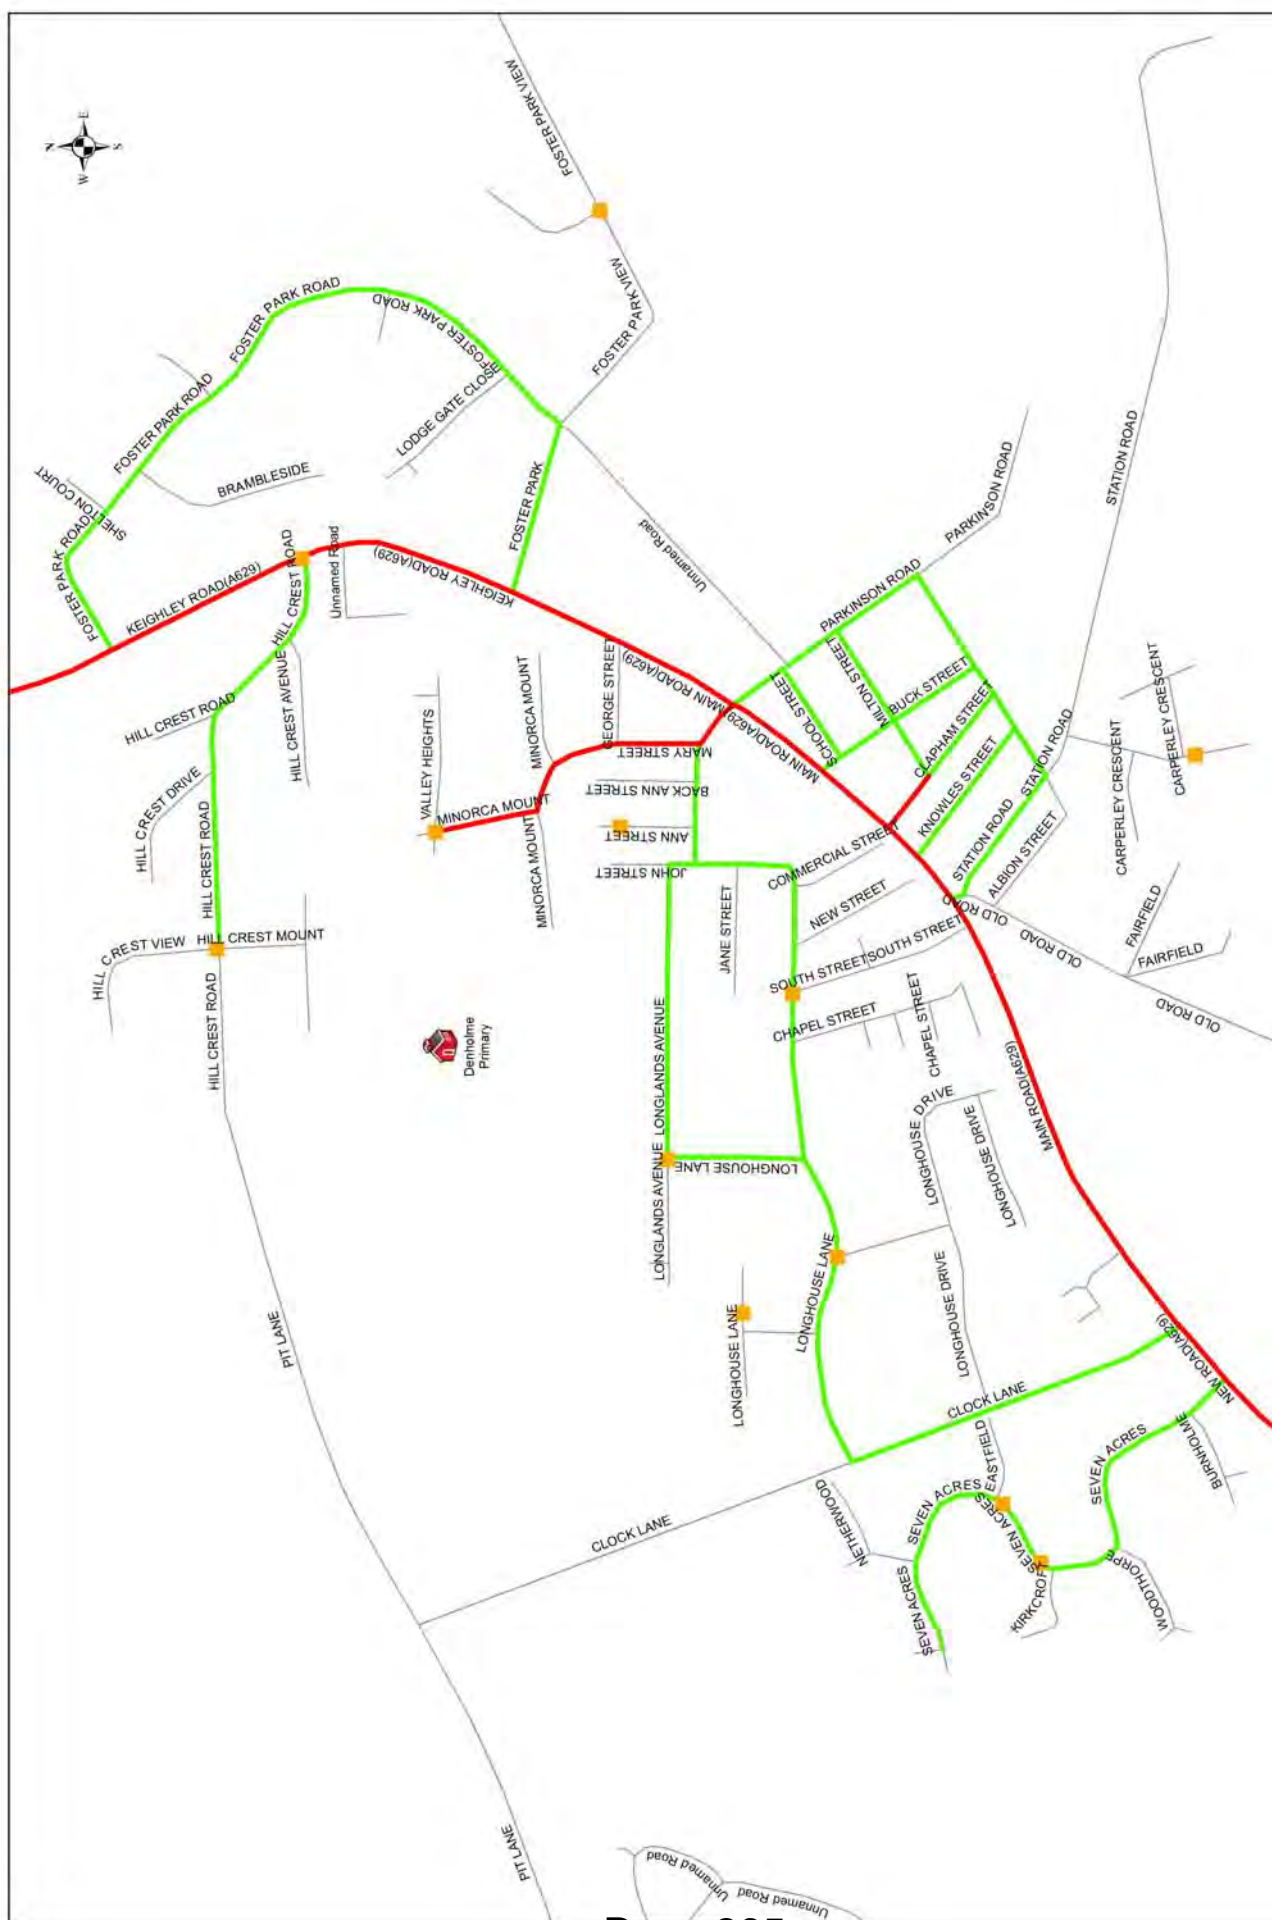 N
E
W
S
FOSTER PARK VIEW
FOSTER PARK VIEW
FOSTER PARK ROAD
FOSTER PARK ROAD
FOSTER PARK ROAD
FOSTER PARK ROAD
FOSTER PARK ROAD
FOSTER PARK ROAD
SHELTON COURT
BRAMBLESIDE
LODGE GATE CLOSE
FOSTER PARK
KEIGHLEY ROAD(A629)
KEIGHLEY ROAD(A629)
Unnamed Road
Unnamed Road
HILL CREST ROAD
HILL CREST AVENUE
HILL CREST ROAD
HILL CREST DRIVE
HILL CREST ROAD
HILL CREST VIEW
HILL CREST MOUNT
HILL CREST ROAD
VALLEY HEIGHTS
MINORCA MOUNT
MINORCA MOUNT
MINORCA MOUNT
GEORGE STREET
MAIN ROAD(A629)
MAIN ROAD(A629)
MARY STREET
BACK ANN STREET
ANN STREET
JOHN STREET
PARKINSON ROAD
PARKINSON ROAD
SCHOOL STREET
MILTON STREET
BUCK STREET
CLAPHAM STREET
KNOWLES STREET
STATION ROAD
STATION ROAD
STATION ROAD
ALBION STREET
CARPERLEY CRESCENT
CARPERLEY CRESCENT
FAIRFIELD
FAIRFIELD
OLD ROAD
OLD ROAD
OLD ROAD
COMMERCIAL STREET
NEW STREET
JANE STREET
SOUTH STREET
SOUTH STREET
CHAPEL STREET
CHAPEL STREET
Denholme
Primary
LONGLANDS AVENUE
LONGLANDS AVENUE
LONGHOUSE LANE
LONGHOUSE DRIVE
LONGHOUSE DRIVE
LONGHOUSE DRIVE
MAIN ROAD(A629)
LONGHOUSE LANE
LONGHOUSE LANE
PIT LANE
CLOCK LANE
NEW ROAD(A629)
CLOCK LANE
EASTFIELD
SEVEN ACRES
SEVEN ACRES
SEVEN ACRES
SEVEN ACRES
BURNHOLME
NETHERWOOD
KIRKCROFT
WOODTHORPE
PIT LANE
Unnamed Road
Unnamed Road